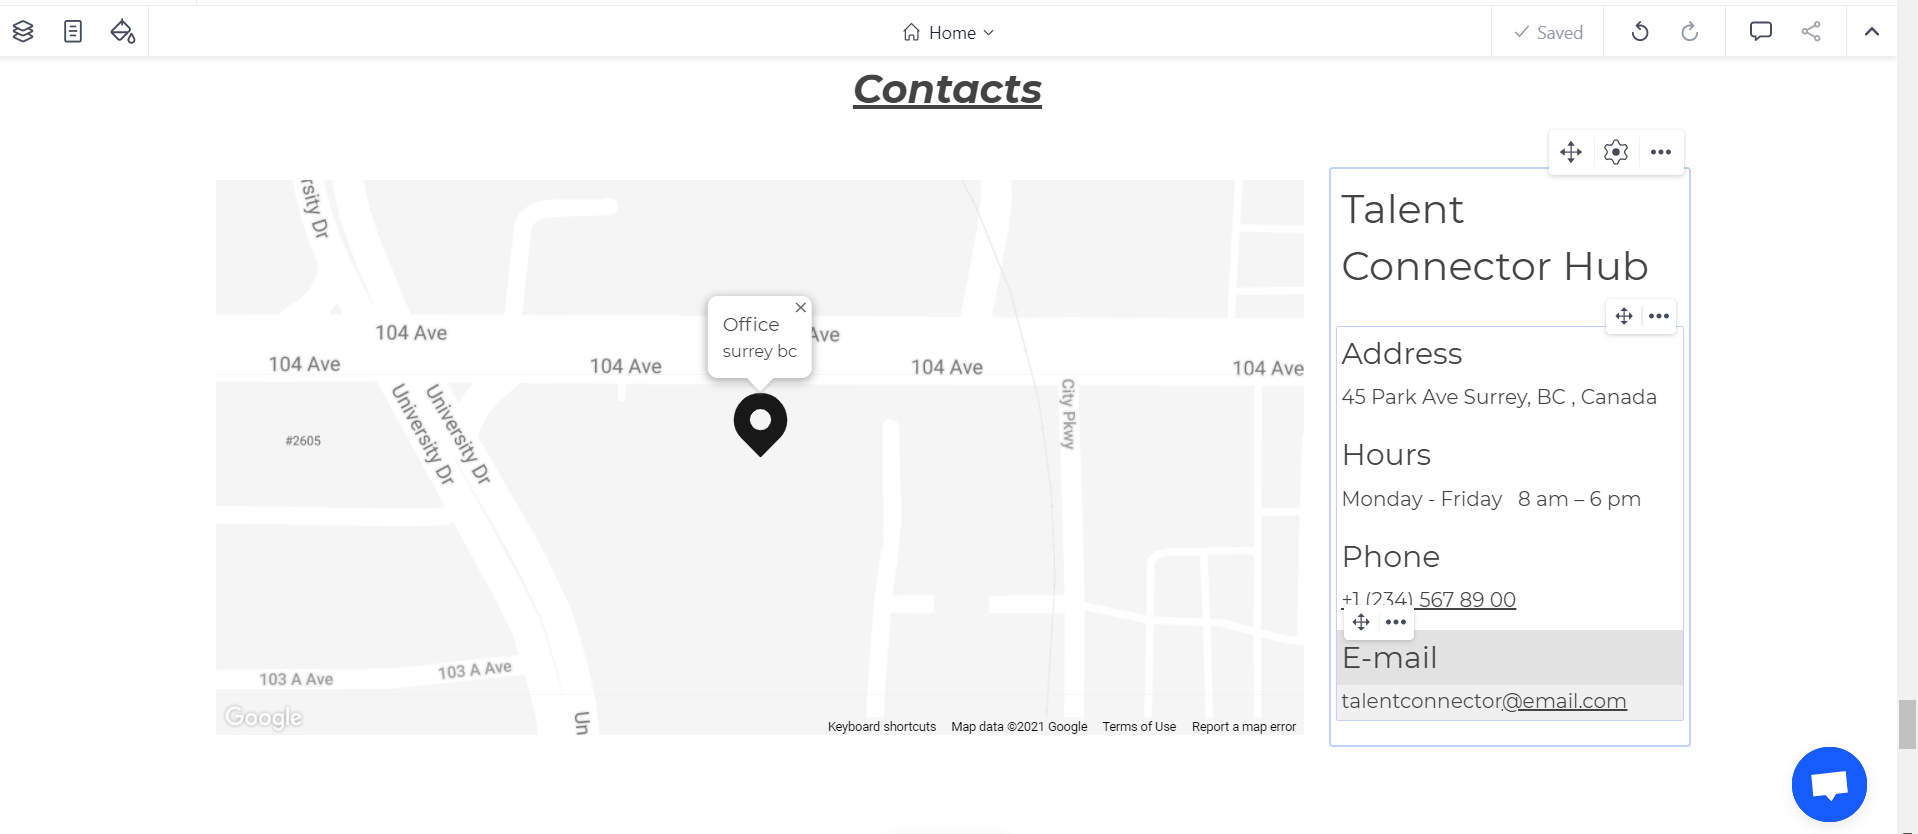 Home
Saved
Contacts
Talent
Connector Hub
rsity Dr
Office
surrey bc
104 Ave
Ave
104 Ave
104 Ave
104 Ave
104 Ave
University Dr
University Dr
City Pkwy
#2605
103 A Ave
103 A Ave
Un
Google
Keyboard shortcuts
Map data ©2021 Google
Terms of Use
Report a map error
Address
45 Park Ave Surrey, BC , Canada
Hours
Monday - Friday 8 am – 6 pm
Phone
+1 (234) 567 89 00
E-mail
talentconnector@email.com